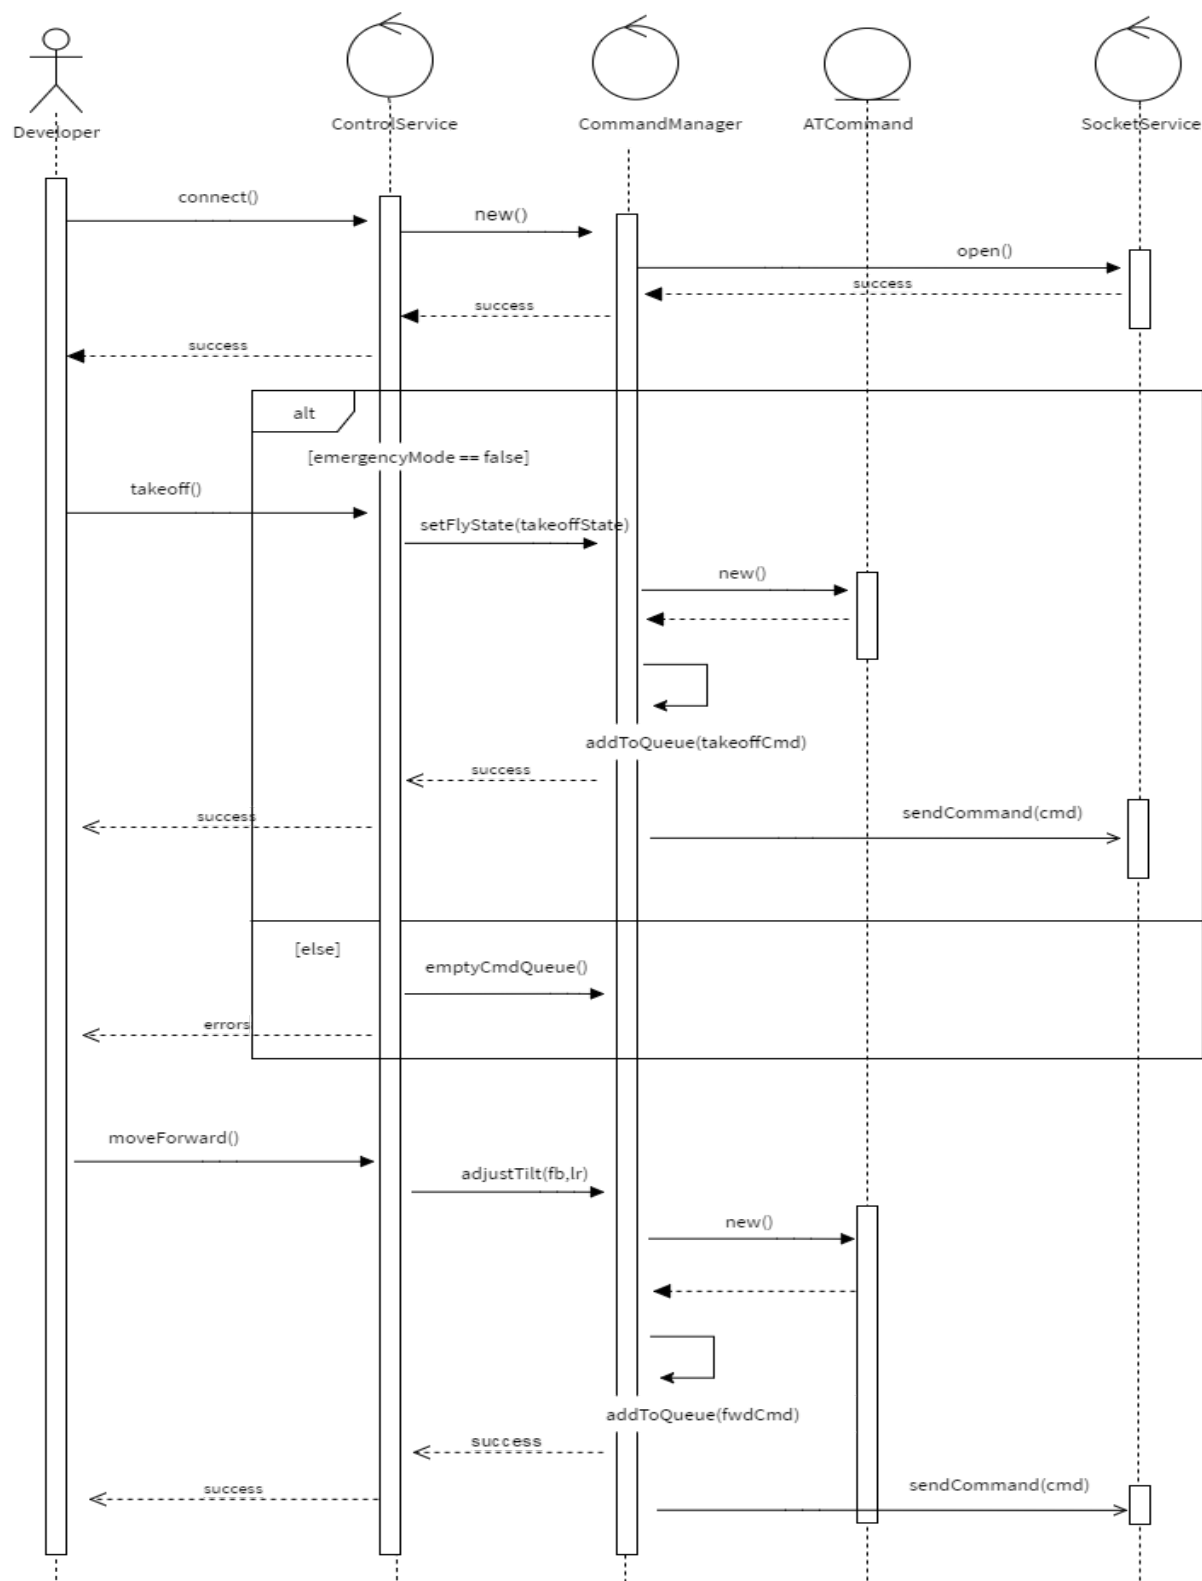 Developer
ControlService
CommandManager
ATCommand
SocketService
connect()
new()
open()
success
success
success
alt
[emergencyMode == false]
takeoff()
setFlyState(takeoffState)
new()
addToQueue(takeoffCmd)
success
sendCommand(cmd)
success
[else]
emptyCmdQueue()
errors
moveForward()
adjustTilt(fb,lr)
new()
addToQueue(fwdCmd)
success
sendCommand(cmd)
success